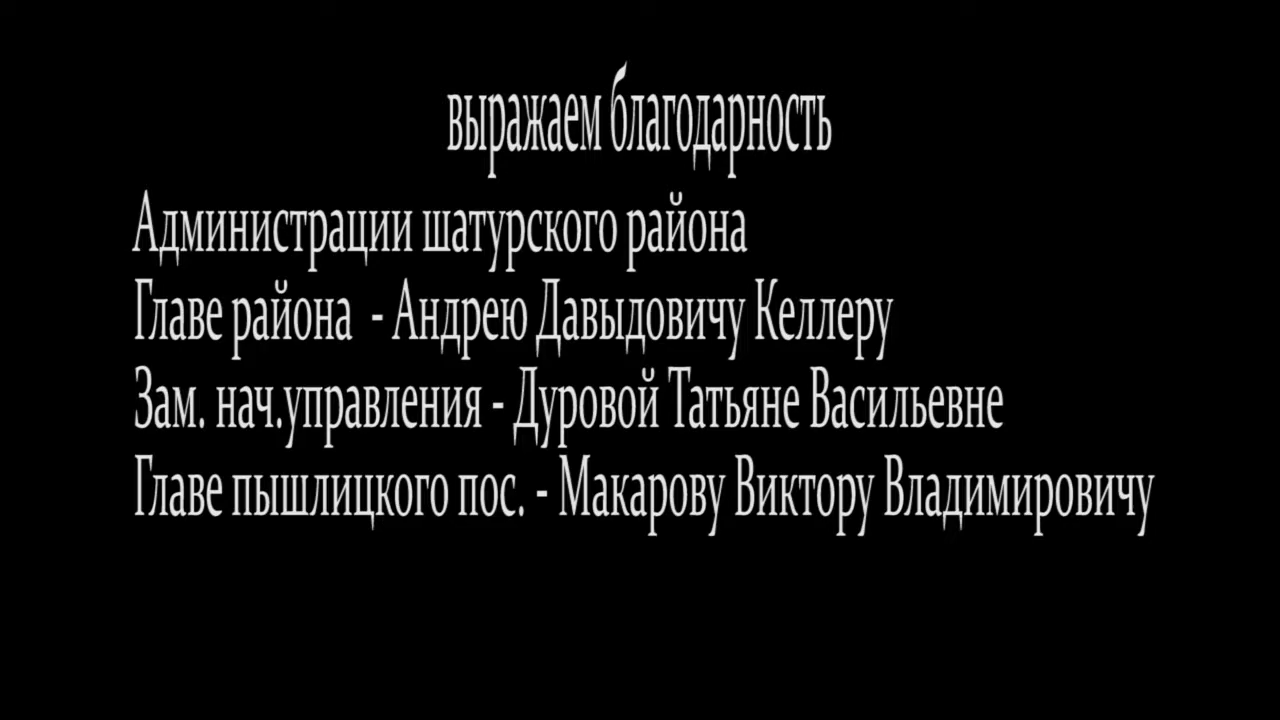 выражаем благодарность
Администрации шатурского района
Главе района - Андрею Давыдовичу Келлеру
Зам. нач.управления - Дуровой Татьяне Васильевне
Главе пышлицкого пос. - Макарову Виктору Владимировичу